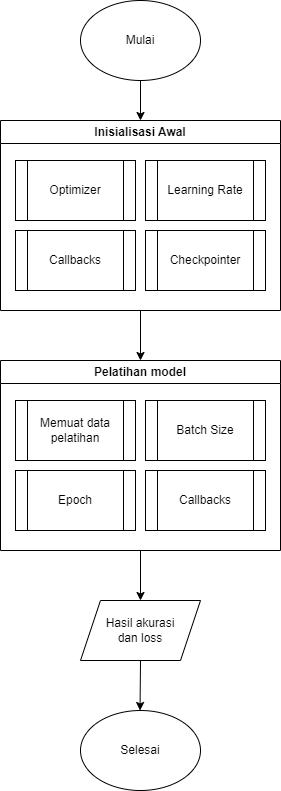 Mulai
Inisialisasi Awal
Optimizer
Learning Rate
Callbacks
Checkpointer
Pelatihan model
Memuat data
pelatihan
Batch Size
Epoch
Callbacks
Hasil akurasi
dan loss
Selesai